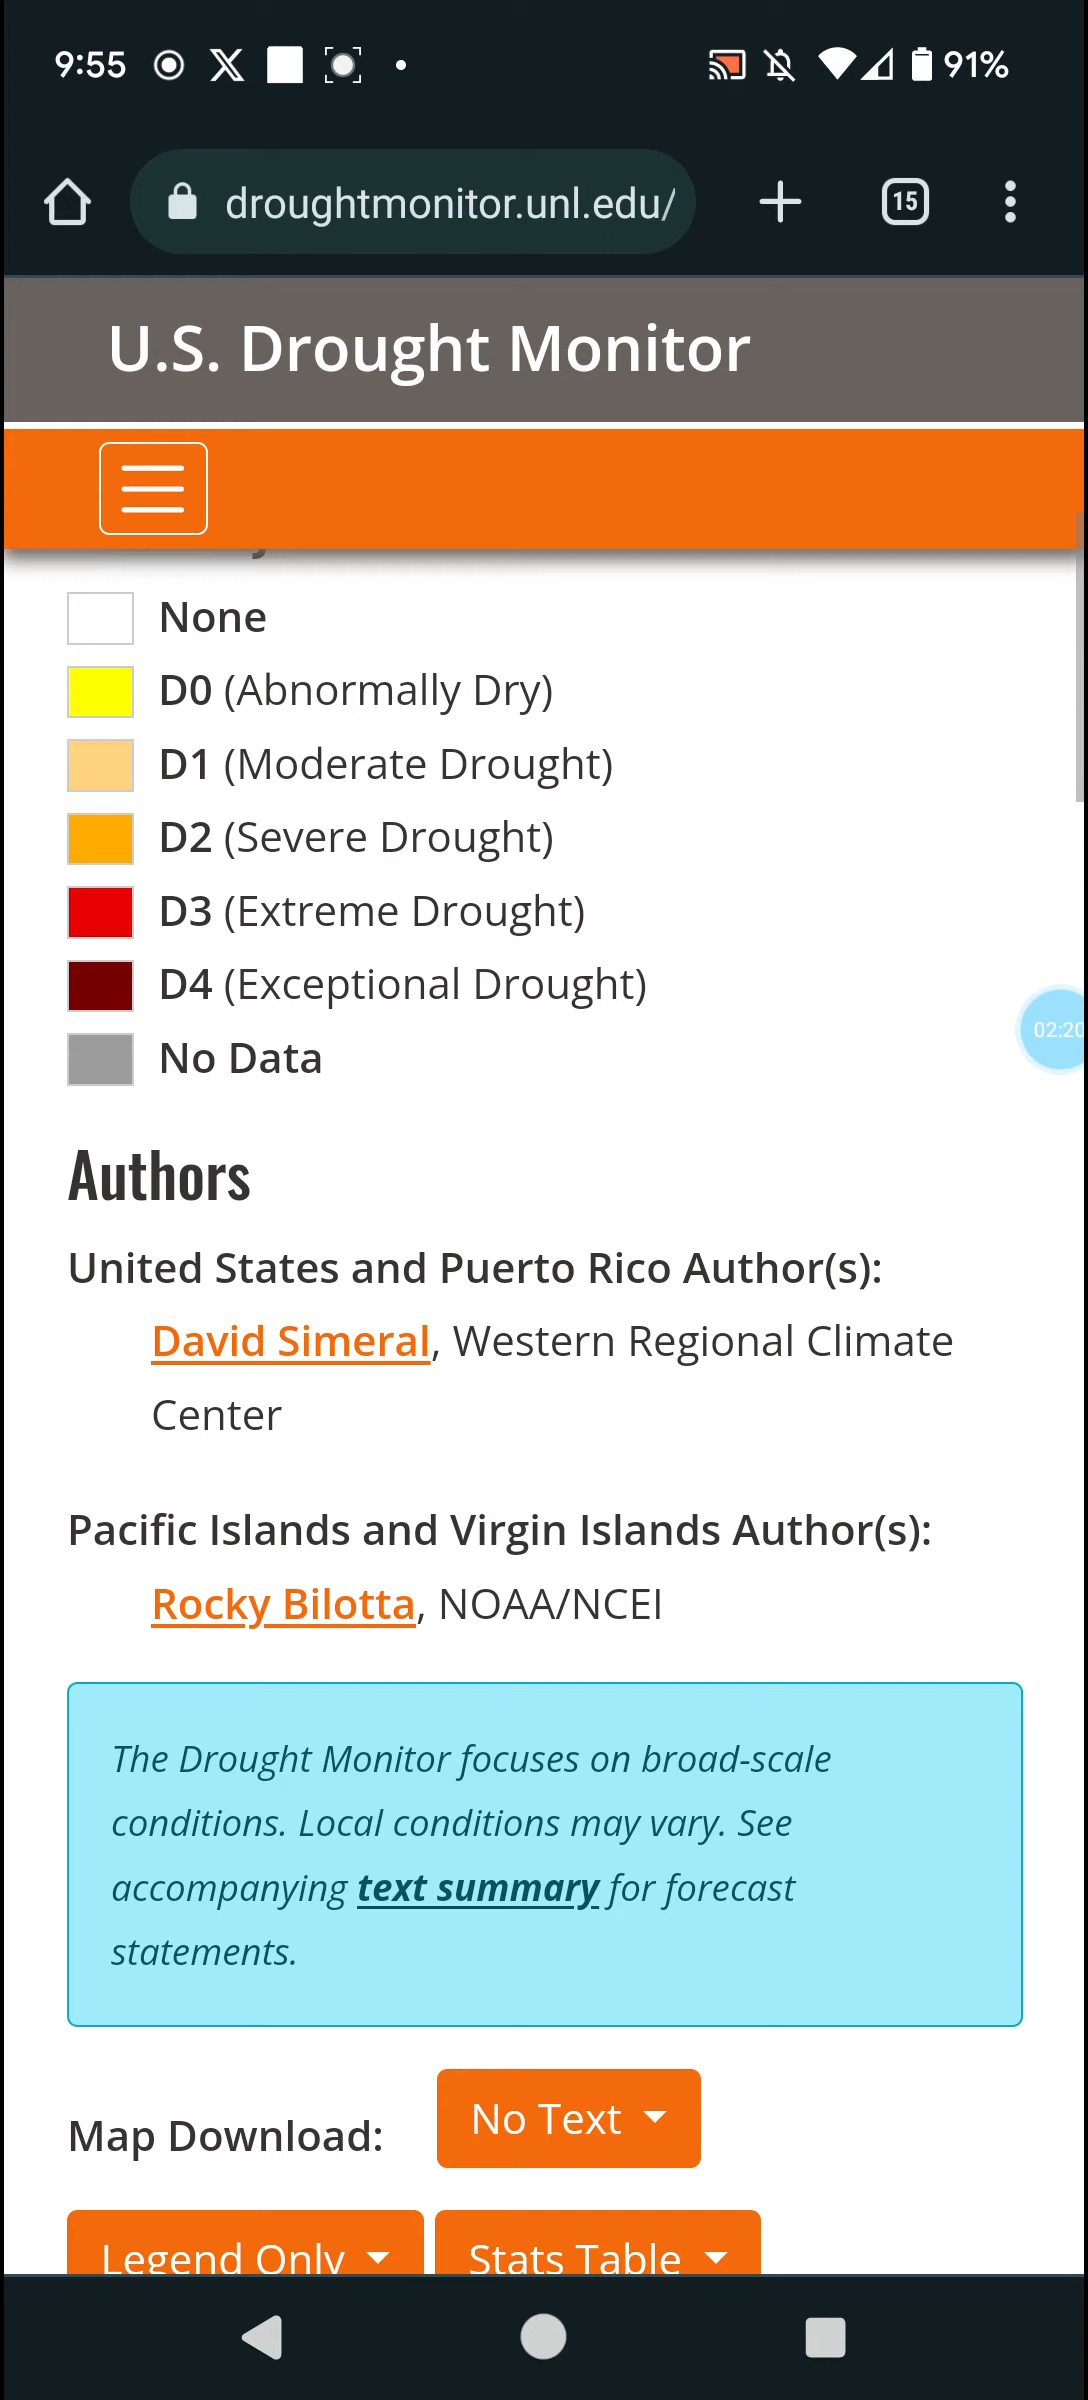 9:55
91%
droughtmonitor.unl.edu/
15
U.S. Drought Monitor
None
D0 (Abnormally Dry)
D1 (Moderate Drought)
D2 (Severe Drought)
D3 (Extreme Drought)
D4 (Exceptional Drought)
02:20
No Data
Authors
United States and Puerto Rico Author(s):
David Simeral, Western Regional Climate
Center
Pacific Islands and Virgin Islands Author(s):
Rocky Bilotta, NOAA/NCEI
The Drought Monitor focuses on broad-scale
conditions. Local conditions may vary. See
accompanying text summary for forecast
statements.
Map Download:
No Text
Legend Only
Stats Table